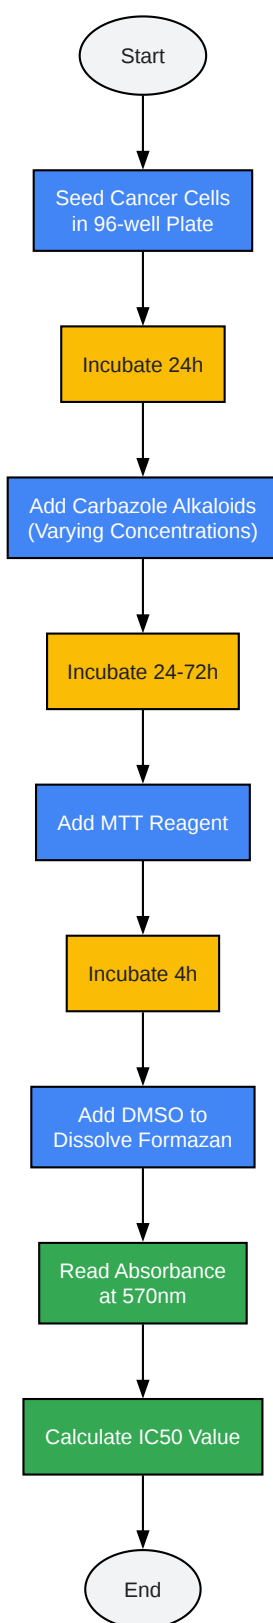 Start
Seed Cancer Cells
in 96-well Plate
Incubate 24h
Add Carbazole Alkaloids
(Varying Concentrations)
Incubate 24-72h
Add MTT Reagent
Incubate 4h
Add DMSO to
Dissolve Formazan
Read Absorbance
at 570nm
Calculate IC50 Value
End